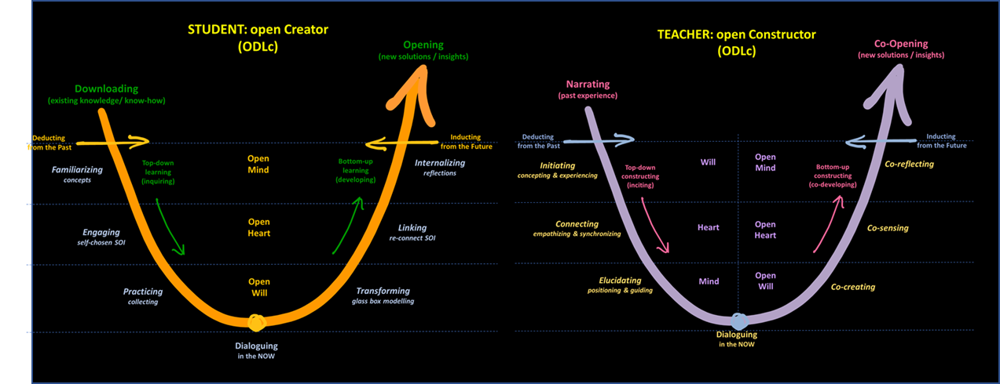 STUDENT: open Creator
(ODLc)
Opening
(new solutions / insights)
Downloading
(existing knowledge/ know-how)
Deducting
from the Past
Inducting
from the Future
Familiarizing
concepts
Top-down
learning
(inquiring)
Open
Mind
Bottom-up
learning
(developing)
Internalizing
reflections
Engaging
self-chosen SOI
Open
Heart
Linking
re-connect SOI
Practicing
collecting
Open
Will
Transforming
glass box modelling
Dialoguing
in the NOW
TEACHER: open Constructor
(ODLc)
Co-Opening
(new solutions / insights)
Narrating
(past experience)
Deducting
from the Past
Inducting
from the Future
Initiating
concepting & experiencing
Top-down
constructing
(inciting)
Will
Open
Mind
Bottom-up
constructing
(co-developing)
Co-reflecting
Connecting
empathizing & synchronizing
Heart
Open
Heart
Co-sensing
Elucidating
positioning & guiding
Mind
Open
Will
Co-creating
Dialoguing
in the NOW